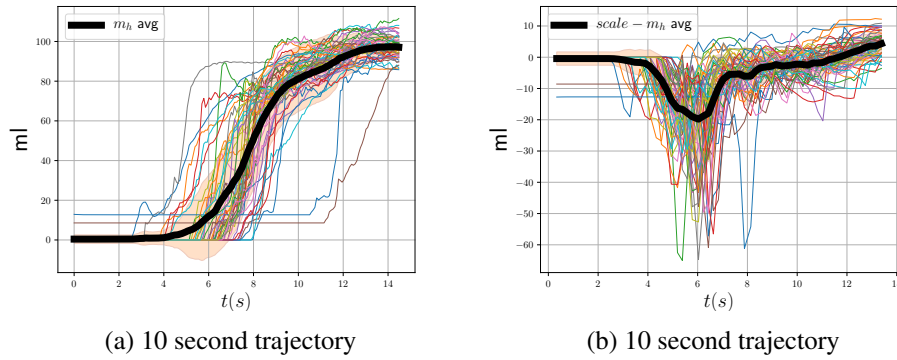 m_h avg
100
80
60
40
20
0
ml
0 2 4 6 8 10 12 14
t(s)
(a) 10 second trajectory
scale − m_h avg
10
0
−10
−20
−30
−40
−50
−60
ml
0 2 4 6 8 10 12 14
t(s)
(b) 10 second trajectory